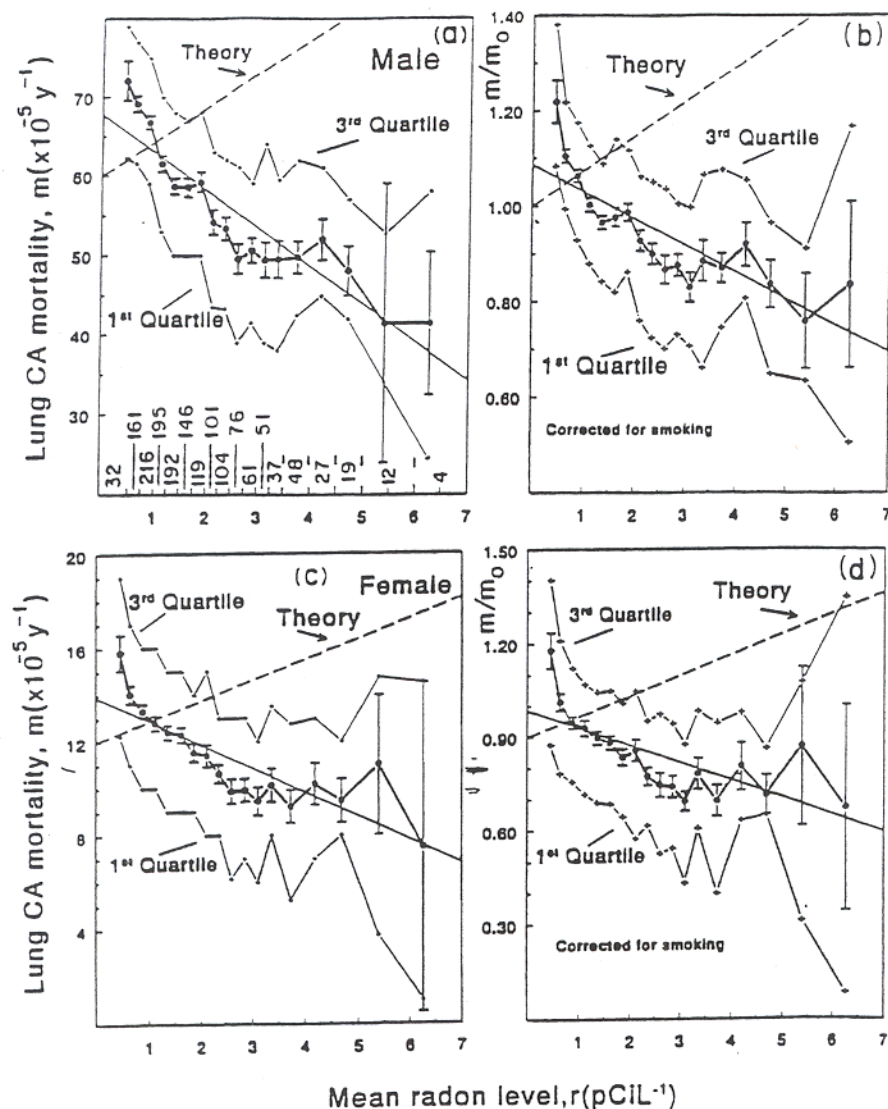 (a)
Theory
Male
3rd Quartile
1st Quartile
Lung CA mortality, m(x10-5 y-1)
70
60
50
40
30
32 161 216 195 192 146 119 101 104 76 61 51 37 48 27 19 12 4
1 2 3 4 5 6 7
(b)
m/mo
1.40
1.20
1.00
0.80
0.60
Theory
3rd Quartile
1st Quartile
Corrected for smoking
1 2 3 4 5 6 7
(c)
Female
3rd Quartile
Theory
1st Quartile
Lung CA mortality, m(x10-5 y-1)
20
16
12
8
4
1 2 3 4 5 6 7
(d)
m/mo
1.50
1.20
0.90
0.60
0.30
Theory
3rd Quartile
1st Quartile
Corrected for smoking
1 2 3 4 5 6 7
Mean radon level,r(pCiL-1)